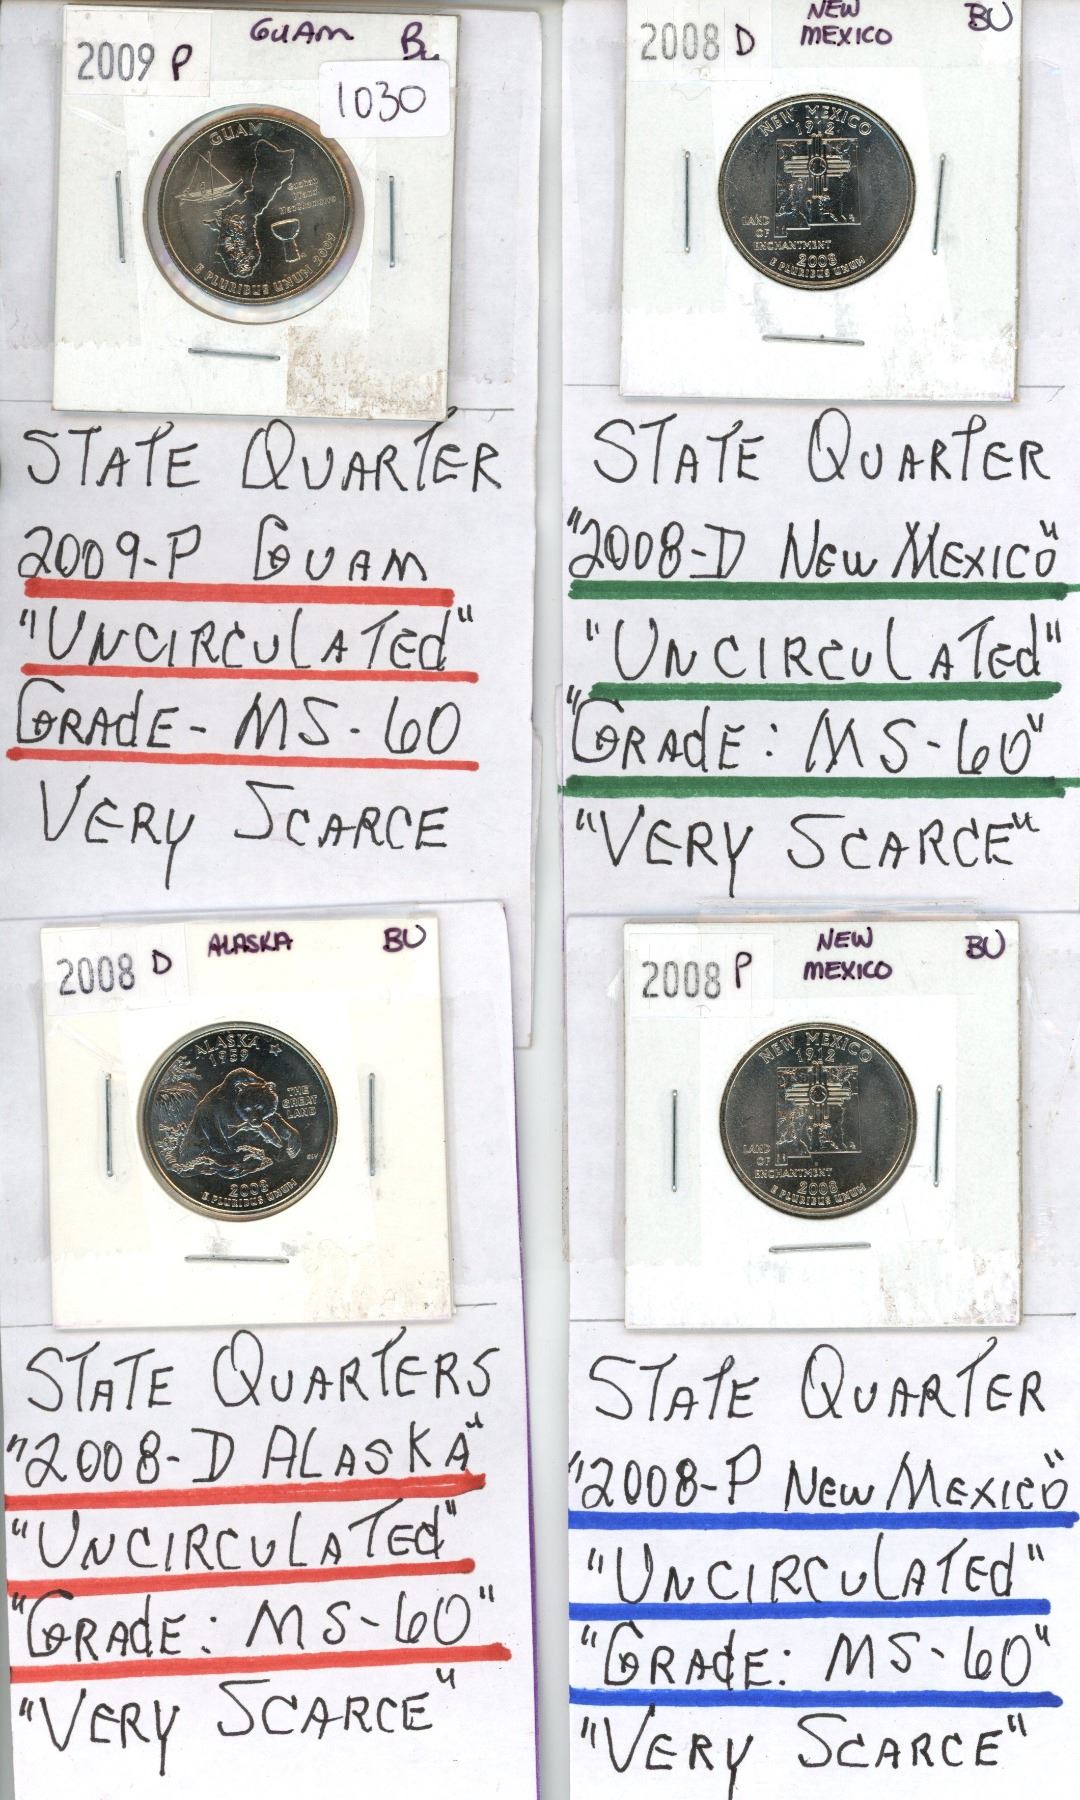 2009 P GUAM BU
1030
GUAM
Guahan
Tanó
ManChamorro
E PLURIBUS UNUM 2009
STATE QUARTER
2009-P GUAM
"UNCIRCULATEd"
GRAdE- MS-60
VERY SCARCE
2008 D NEW MEXICO BU
NEW MEXICO
1912
LAND
OF
ENCHANTMENT
2008
E PLURIBUS UNUM
STATE QUARTER
"2008-D NEW MEXICO"
"UNCIRCULATEd"
"GRAdE: MS-60"
"VERY SCARCE"
2008 D ALASKA BU
ALASKA
1959
THE
GREAT
LAND
2008
E PLURIBUS UNUM
STATE QUARTERS
"2008-D ALASKA"
"UNCIRCULATEd"
"GRAdE: MS-60"
"VERY SCARCE"
2008 P NEW MEXICO BU
NEW MEXICO
1912
LAND
OF
ENCHANTMENT
2008
E PLURIBUS UNUM
STATE QUARTER
"2008-P NEW MEXICO"
"UNCIRCULATEd"
"GRAdE: MS-60"
"VERY SCARCE"